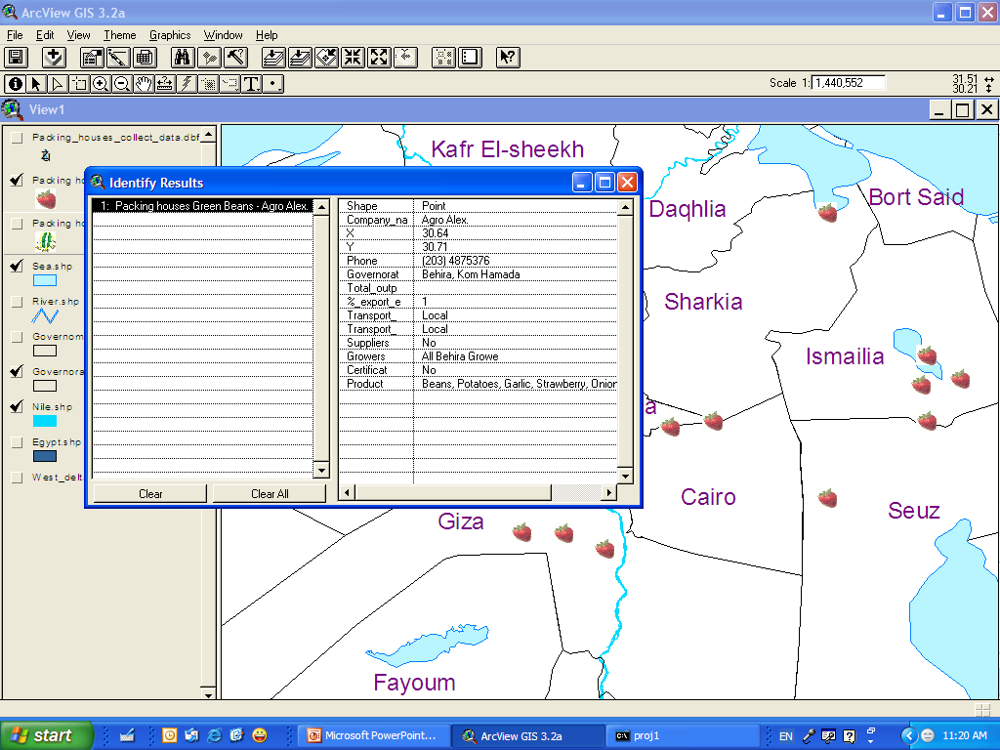 ArcView GIS 3.2a
File Edit View Theme Graphics Window Help
Scale 1: 1,440,552
31.51
30.21
View1
Packing_houses_collect_data.dbf
Packing ho
Packing ho
Sea.shp
River.shp
Governorn
Governora
Nile.shp
Egypt.shp
West_delt
Identify Results
1: Packing houses Green Beans - Agro Alex.
Shape Point
Company_na Agro Alex.
X 30.64
Y 30.71
Phone (203) 4875376
Governorat Behira, Kom Hamada
Total_outp
%_export_e 1
Transport_ Local
Transport_ Local
Suppliers No
Growers All Behira Growe
Certificat No
Product Beans, Potatoes, Garlic, Strawberry, Onion
Clear Clear All
Kafr El-sheekh
Daqhlia
Bort Said
Sharkia
Ismailia
a
Cairo
Giza
Seuz
Fayoum
start Microsoft PowerPoint... ArcView GIS 3.2a proj1 EN 11:20 AM